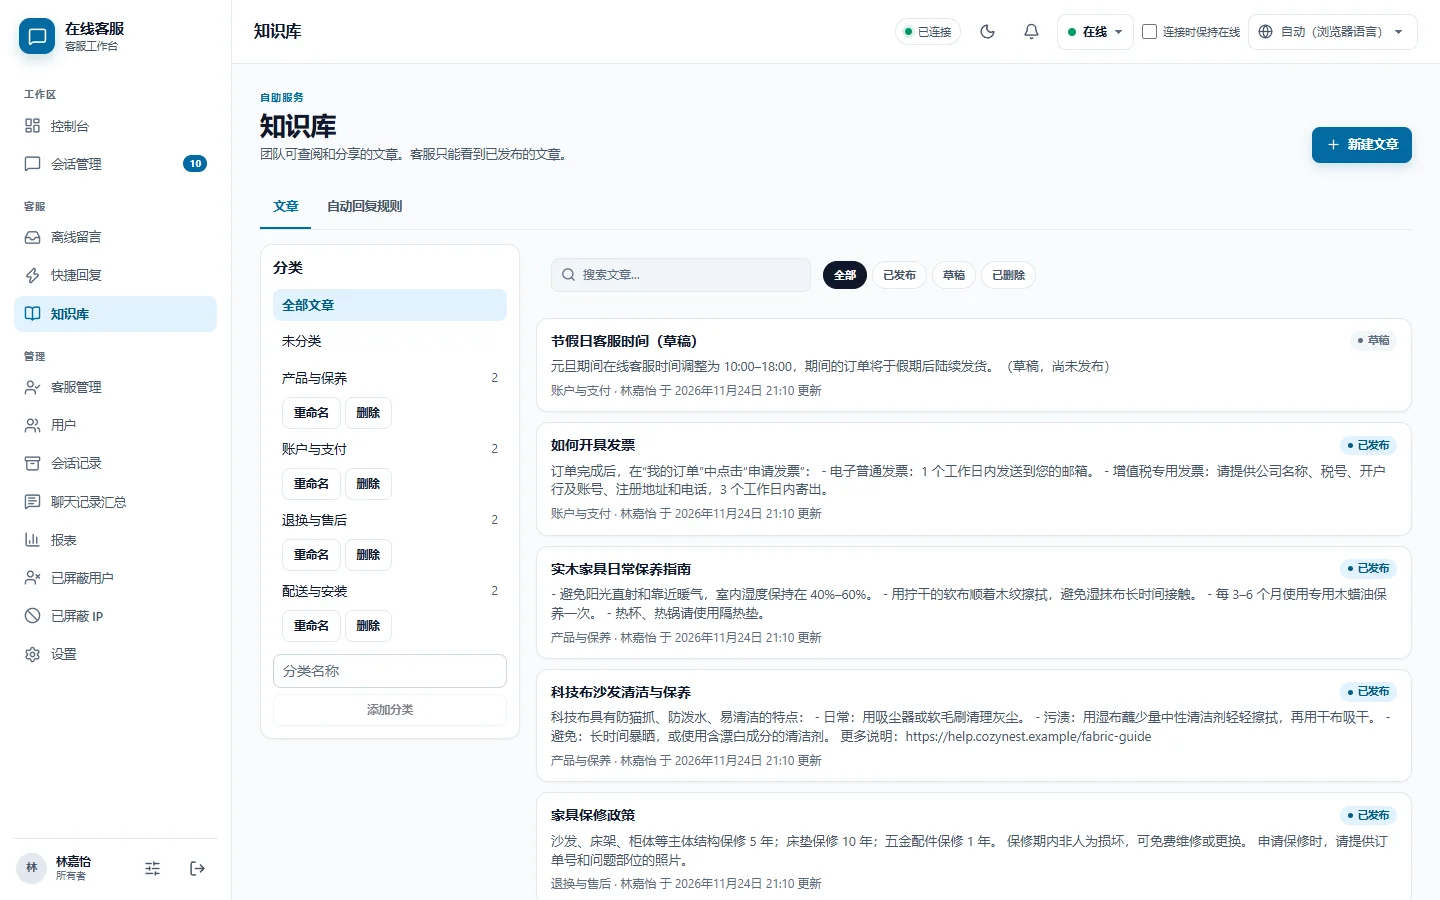 在线客服
客服工作台
工作区
控制台
会话管理
10
客服
离线留言
快捷回复
知识库
管理
客服管理
用户
会话记录
聊天记录汇总
报表
已屏蔽用户
已屏蔽 IP
设置
林
林嘉怡
所有者
知识库
已连接
在线
连接时保持在线
自动（浏览器语言）
自助服务
知识库
团队可查阅和分享的文章。客服只能看到已发布的文章。
新建文章
文章
自动回复规则
分类
全部文章
未分类
产品与保养
2
重命名
删除
账户与支付
2
重命名
删除
退换与售后
2
重命名
删除
配送与安装
2
重命名
删除
分类名称
添加分类
搜索文章...
全部
已发布
草稿
已删除
节假日客服时间（草稿）
草稿
元旦期间在线客服时间调整为 10:00–18:00，期间的订单将于假期后陆续发货。（草稿，尚未发布）
账户与支付 · 林嘉怡 于 2026年11月24日 21:10 更新
如何开具发票
已发布
订单完成后，在“我的订单”中点击“申请发票”： - 电子普通发票：1 个工作日内发送到您的邮箱。 - 增值税专用发票：请提供公司名称、税号、开户
行及账号、注册地址和电话，3 个工作日内寄出。
账户与支付 · 林嘉怡 于 2026年11月24日 21:10 更新
实木家具日常保养指南
已发布
- 避免阳光直射和靠近暖气，室内湿度保持在 40%–60%。 - 用拧干的软布顺着木纹擦拭，避免湿抹布长时间接触。 - 每 3–6 个月使用专用木蜡油保
养一次。 - 热杯、热锅请使用隔热垫。
产品与保养 · 林嘉怡 于 2026年11月24日 21:10 更新
科技布沙发清洁与保养
已发布
科技布具有防猫抓、防泼水、易清洁的特点： - 日常：用吸尘器或软毛刷清理灰尘。 - 污渍：用湿布蘸少量中性清洁剂轻轻擦拭，再用干布吸干。 -
避免：长时间暴晒，或使用含漂白成分的清洁剂。 更多说明：https://help.cozynest.example/fabric-guide
产品与保养 · 林嘉怡 于 2026年11月24日 21:10 更新
家具保修政策
已发布
沙发、床架、柜体等主体结构保修 5 年；床垫保修 10 年；五金配件保修 1 年。 保修期内非人为损坏，可免费维修或更换。 申请保修时，请提供订
单号和问题部位的照片。
退换与售后 · 林嘉怡 于 2026年11月24日 21:10 更新